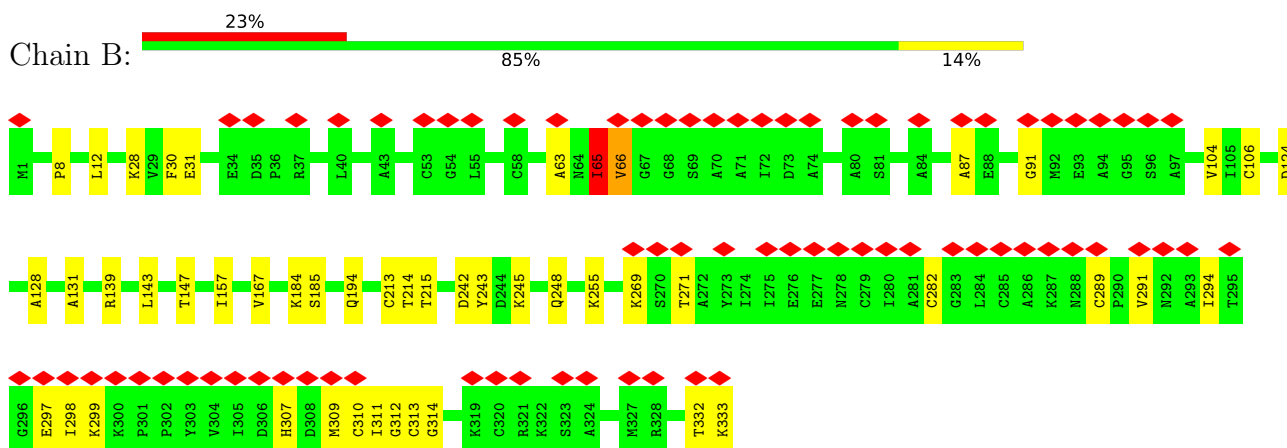 23%
Chain B:
85% 14%
M1 P8 L12 K28 V29 F30 E31 E34 D35 P36 R37 L40 A43 C53 G54 L55 C58 A63 N64 I65 V66 G67 G68 S69 A70 A71 I72 D73 A74 A80 S81 A84 A87 E88 G91 M92 E93 A94 G95 S96 A97 V104 I105 C106 D124
A128 A131 R139 L143 T147 I157 V167 K184 S185 Q194 C213 T214 T215 D242 Y243 D244 K245 Q248 K255 K269 S270 T271 A272 Y273 I274 I275 E276 E277 N278 C279 I280 A281 C282 G283 L284 C285 A286 K287 N288 C289 P290 V291 N292 A293 I294 T295
G296 E297 I298 K299 K300 P301 P302 Y303 V304 I305 D306 H307 D308 M309 C310 I311 G312 C313 G314 K319 C320 R321 K322 S323 A324 M327 R328 T332 K333